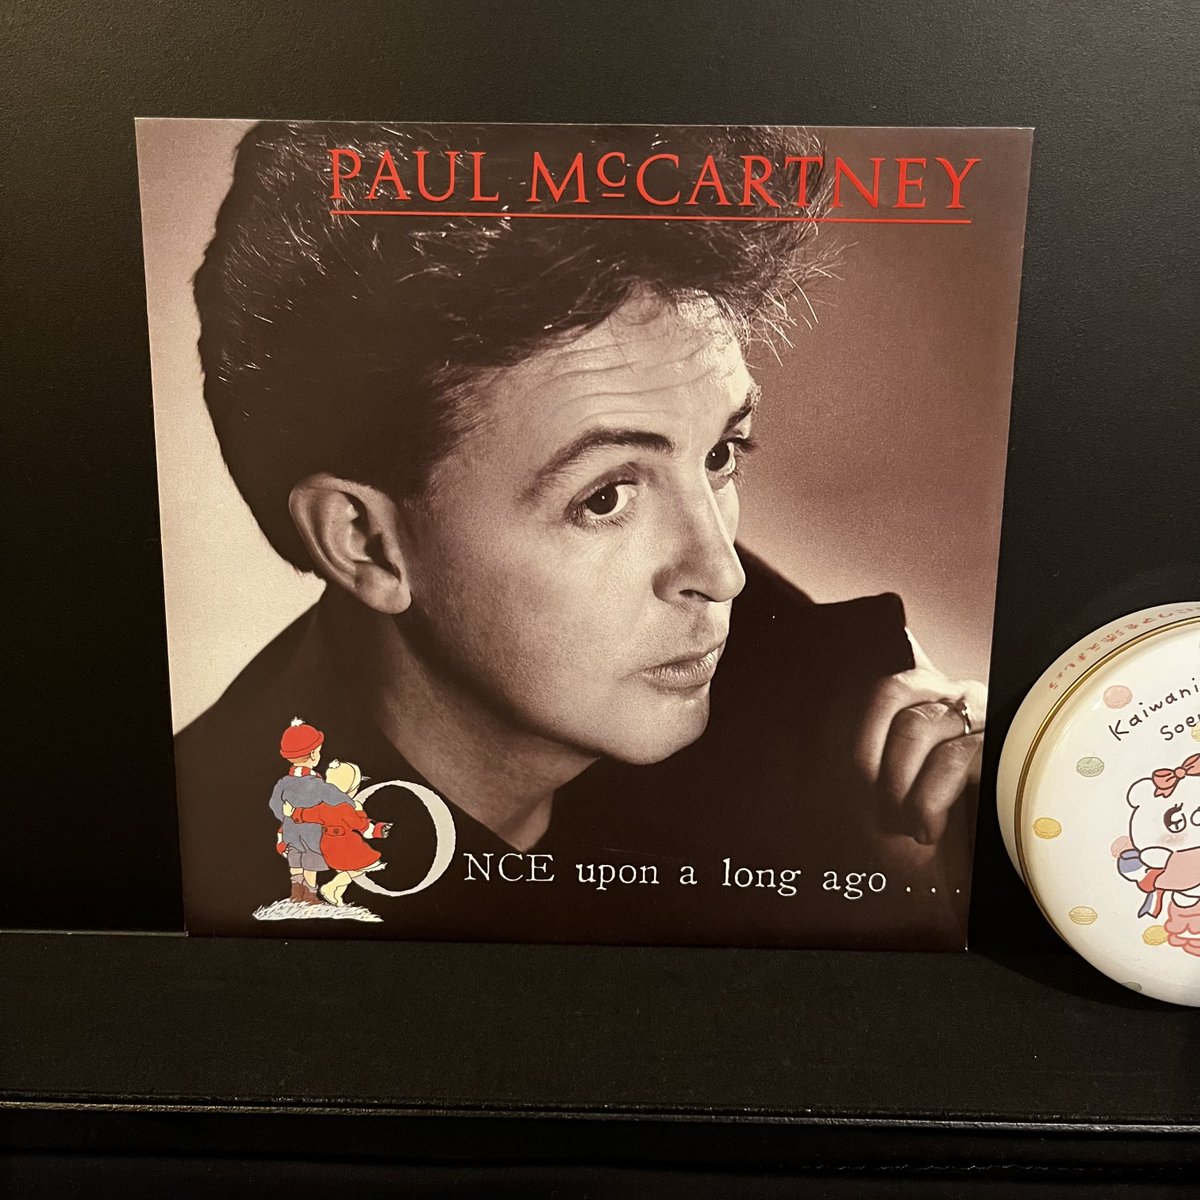 PAUL McCARTNEY
ONCE upon a long ago . . .
Kaiwani
soe